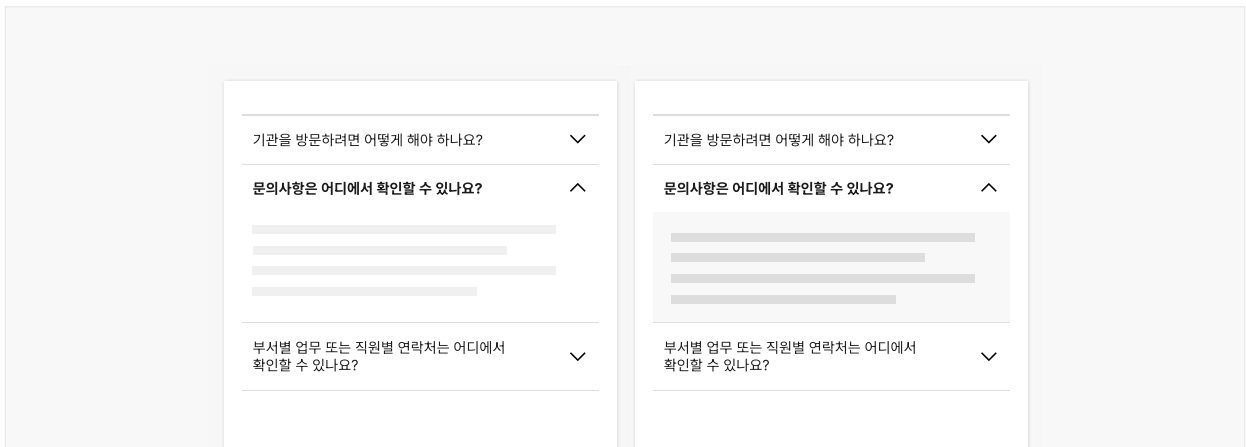 기관을 방문하려면 어떻게 해야 하나요?
문의사항은 어디에서 확인할 수 있나요?
부서별 업무 또는 직원별 연락처는 어디에서
확인할 수 있나요?
기관을 방문하려면 어떻게 해야 하나요?
문의사항은 어디에서 확인할 수 있나요?
부서별 업무 또는 직원별 연락처는 어디에서
확인할 수 있나요?